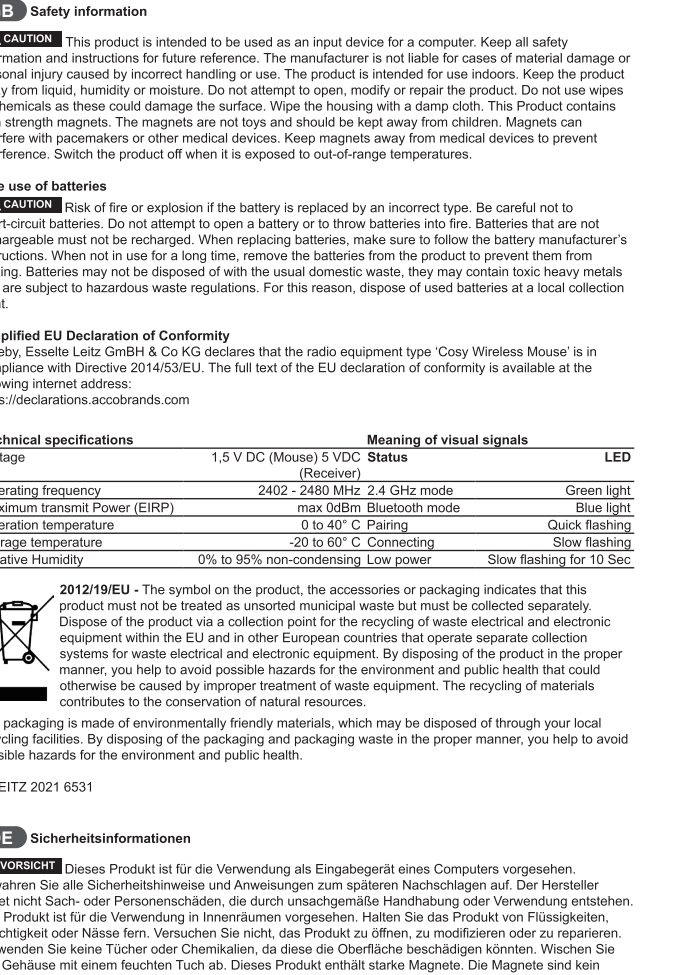 B Safety information
CAUTION This product is intended to be used as an input device for a computer. Keep all safety
rmation and instructions for future reference. The manufacturer is not liable for cases of material damage or
sonal injury caused by incorrect handling or use. The product is intended for use indoors. Keep the product
y from liquid, humidity or moisture. Do not attempt to open, modify or repair the product. Do not use wipes
hemicals as these could damage the surface. Wipe the housing with a damp cloth. This Product contains
strength magnets. The magnets are not toys and should be kept away from children. Magnets can
rfere with pacemakers or other medical devices. Keep magnets away from medical devices to prevent
rference. Switch the product off when it is exposed to out-of-range temperatures.
e use of batteries
CAUTION Risk of fire or explosion if the battery is replaced by an incorrect type. Be careful not to
rt-circuit batteries. Do not attempt to open a battery or to throw batteries into fire. Batteries that are not
hargeable must not be recharged. When replacing batteries, make sure to follow the battery manufacturer's
ructions. When not in use for a long time, remove the batteries from the product to prevent them from
ing. Batteries may not be disposed of with the usual domestic waste, they may contain toxic heavy metals
are subject to hazardous waste regulations. For this reason, dispose of used batteries at a local collection
t.
plified EU Declaration of Conformity
eby, Esselte Leitz GmBH & Co KG declares that the radio equipment type ‘Cosy Wireless Mouse’ is in
mpliance with Directive 2014/53/EU. The full text of the EU declaration of conformity is available at the
owing internet address:
s://declarations.accobrands.com
chnical specifications Meaning of visual signals
tage 1,5 V DC (Mouse) 5 VDC Status LED
(Receiver)
erating frequency 2402 - 2480 MHz 2.4 GHz mode Green light
ximum transmit Power (EIRP) max 0dBm Bluetooth mode Blue light
eration temperature 0 to 40° C Pairing Quick flashing
rage temperature -20 to 60° C Connecting Slow flashing
ative Humidity 0% to 95% non-condensing Low power Slow flashing for 10 Sec
2012/19/EU - The symbol on the product, the accessories or packaging indicates that this
product must not be treated as unsorted municipal waste but must be collected separately.
Dispose of the product via a collection point for the recycling of waste electrical and electronic
equipment within the EU and in other European countries that operate separate collection
systems for waste electrical and electronic equipment. By disposing of the product in the proper
manner, you help to avoid possible hazards for the environment and public health that could
otherwise be caused by improper treatment of waste equipment. The recycling of materials
contributes to the conservation of natural resources.
packaging is made of environmentally friendly materials, which may be disposed of through your local
ycling facilities. By disposing of the packaging and packaging waste in the proper manner, you help to avoid
sible hazards for the environment and public health.
EITZ 2021 6531
E Sicherheitsinformationen
VORSICHT Dieses Produkt ist für die Verwendung als Eingabegerät eines Computers vorgesehen.
wahren Sie alle Sicherheitshinweise und Anweisungen zum späteren Nachschlagen auf. Der Hersteller
et nicht Sach- oder Personenschäden, die durch unsachgemäße Handhabung oder Verwendung entstehen.
Produkt ist für die Verwendung in Innenräumen vorgesehen. Halten Sie das Produkt von Flüssigkeiten,
chtigkeit oder Nässe fern. Versuchen Sie nicht, das Produkt zu öffnen, zu modifizieren oder zu reparieren.
wenden Sie keine Tücher oder Chemikalien, da diese die Oberfläche beschädigen könnten. Wischen Sie
Gehäuse mit einem feuchten Tuch ab. Dieses Produkt enthält starke Magnete. Die Magnete sind kein